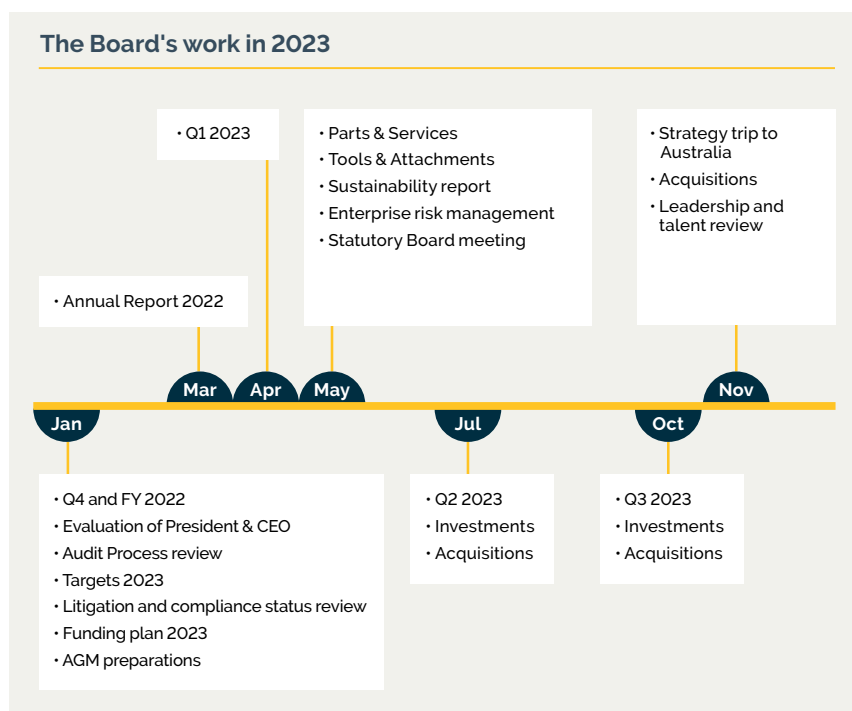 The Board's work in 2023
• Q1 2023
• Parts & Services
• Tools & Attachments
• Sustainability report
• Enterprise risk management
• Statutory Board meeting
• Strategy trip to
Australia
• Acquisitions
• Leadership and
talent review
• Annual Report 2022
Mar
Apr
May
Nov
Jan
Jul
Oct
• Q4 and FY 2022
• Evaluation of President & CEO
• Audit Process review
• Targets 2023
• Litigation and compliance status review
• Funding plan 2023
• AGM preparations
• Q2 2023
• Investments
• Acquisitions
• Q3 2023
• Investments
• Acquisitions